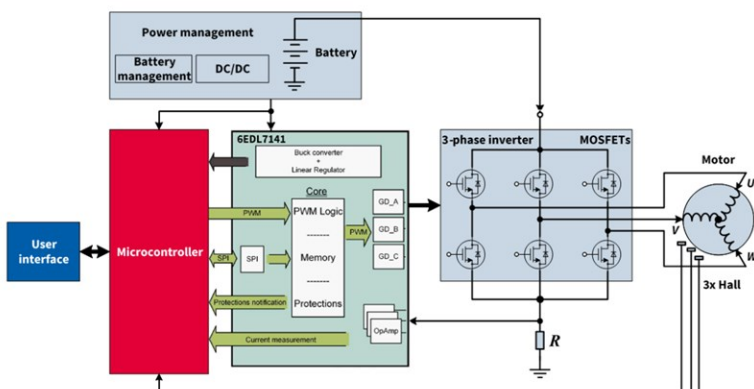 Power management
Battery
Battery
management
DC/DC
6EDL7141
Buck converter
+
Linear Regulator
3-phase inverter
MOSFETs
Motor
U
V
W
Core
PWM
PWM Logic
-------
Memory
-------
Protections
PWM
GD_A
GD_B
GD_C
User
interface
Microcontroller
SPI
SPI
Protections notification
Current measurement
OpAmp
R
3x Hall